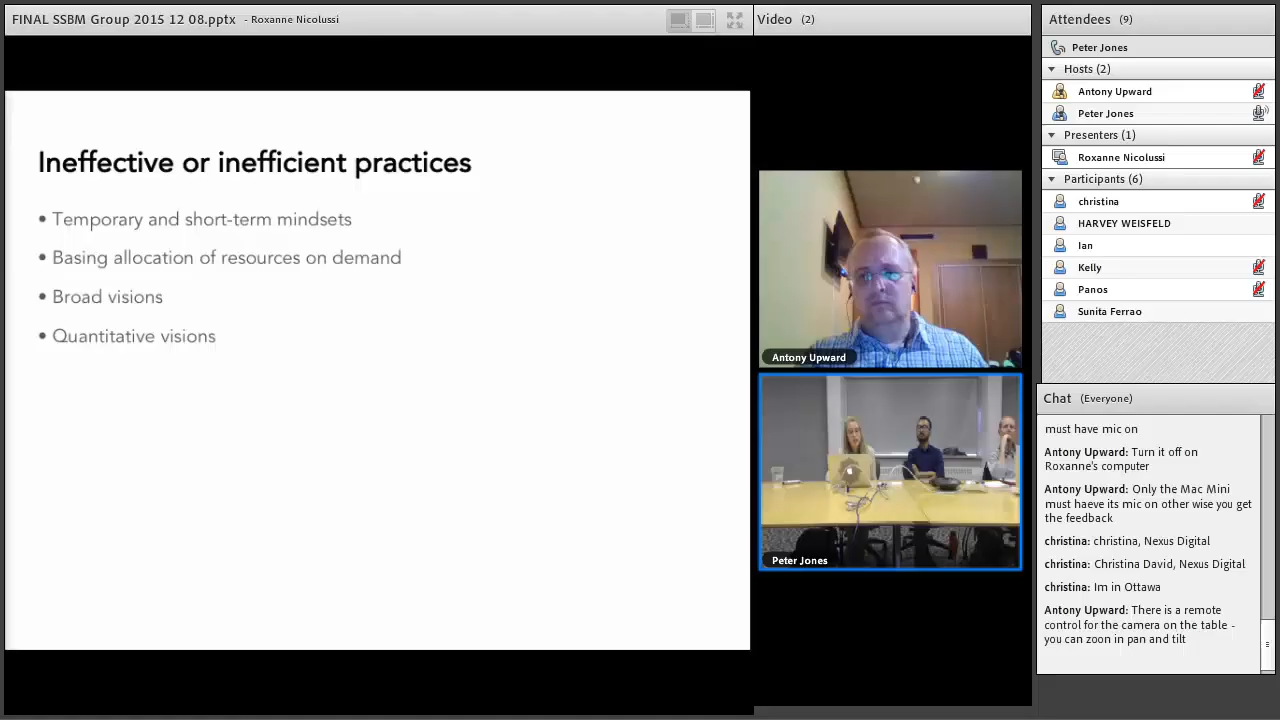 FINAL SSBM Group 2015 12 08.pptx - Roxanne Nicolussi
Ineffective or inefficient practices
• Temporary and short-term mindsets
• Basing allocation of resources on demand
• Broad visions
• Quantitative visions
Video (2)
Antony Upward
Peter Jones
Attendees (9)
Peter Jones
Hosts (2)
Antony Upward
Peter Jones
Presenters (1)
Roxanne Nicolussi
Participants (6)
christina
HARVEY WEISFELD
Ian
Kelly
Panos
Sunita Ferrao
Chat (Everyone)
must have mic on
Antony Upward: Turn it off on
Roxanne's computer
Antony Upward: Only the Mac Mini
must haeve its mic on other wise you get
the feedback
christina: christina, Nexus Digital
christina: Christina David, Nexus Digital
christina: Im in Ottawa
Antony Upward: There is a remote
control for the camera on the table -
you can zoon in pan and tilt